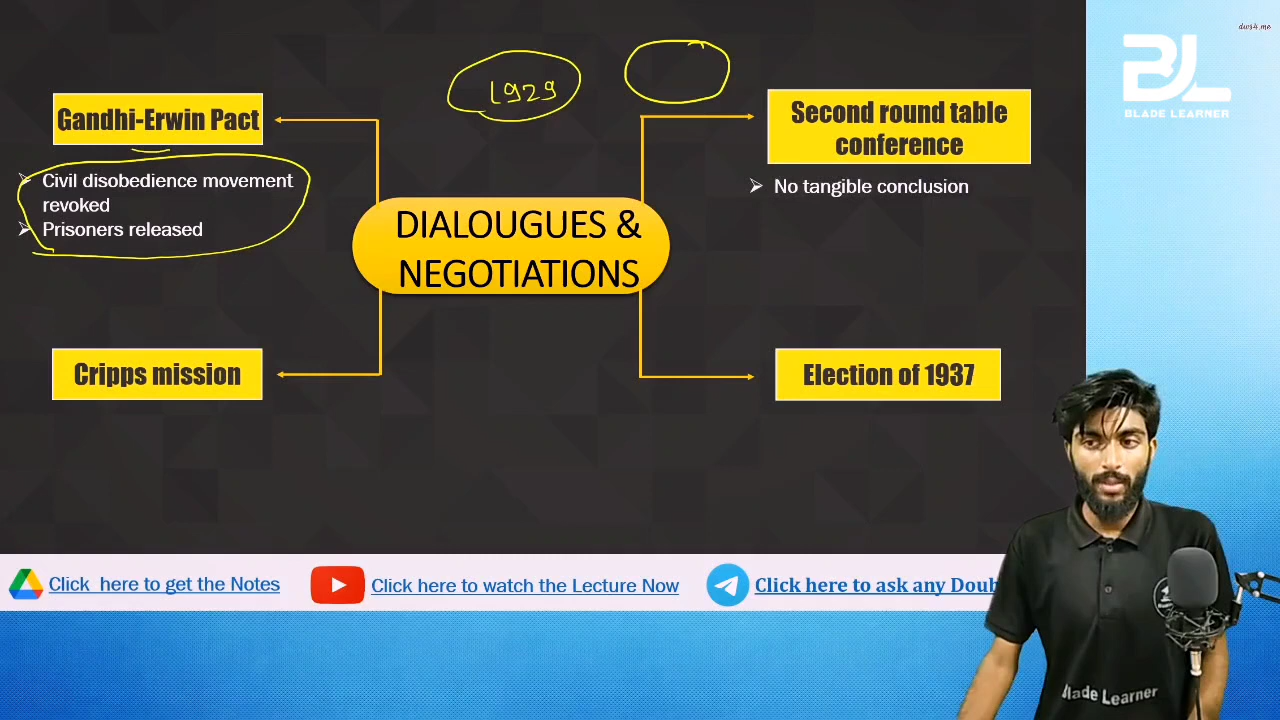 dws4.me
BLADE LEARNER
1929
Gandhi-Erwin Pact
Civil disobedience movement
revoked
Prisoners released
Second round table
conference
No tangible conclusion
DIALOUGUES &
NEGOTIATIONS
Cripps mission
Election of 1937
Click here to get the Notes
Click here to watch the Lecture Now
Click here to ask any Doub
Blade Learner